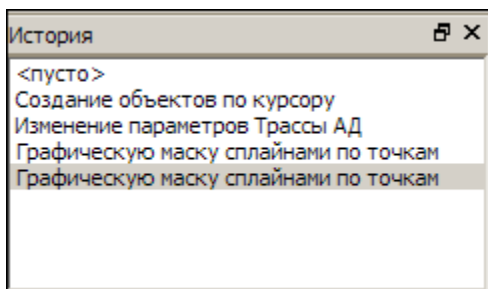 История
<пусто>
Создание объектов по курсору
Изменение параметров Трассы АД
Графическую маску сплайнами по точкам
Графическую маску сплайнами по точкам